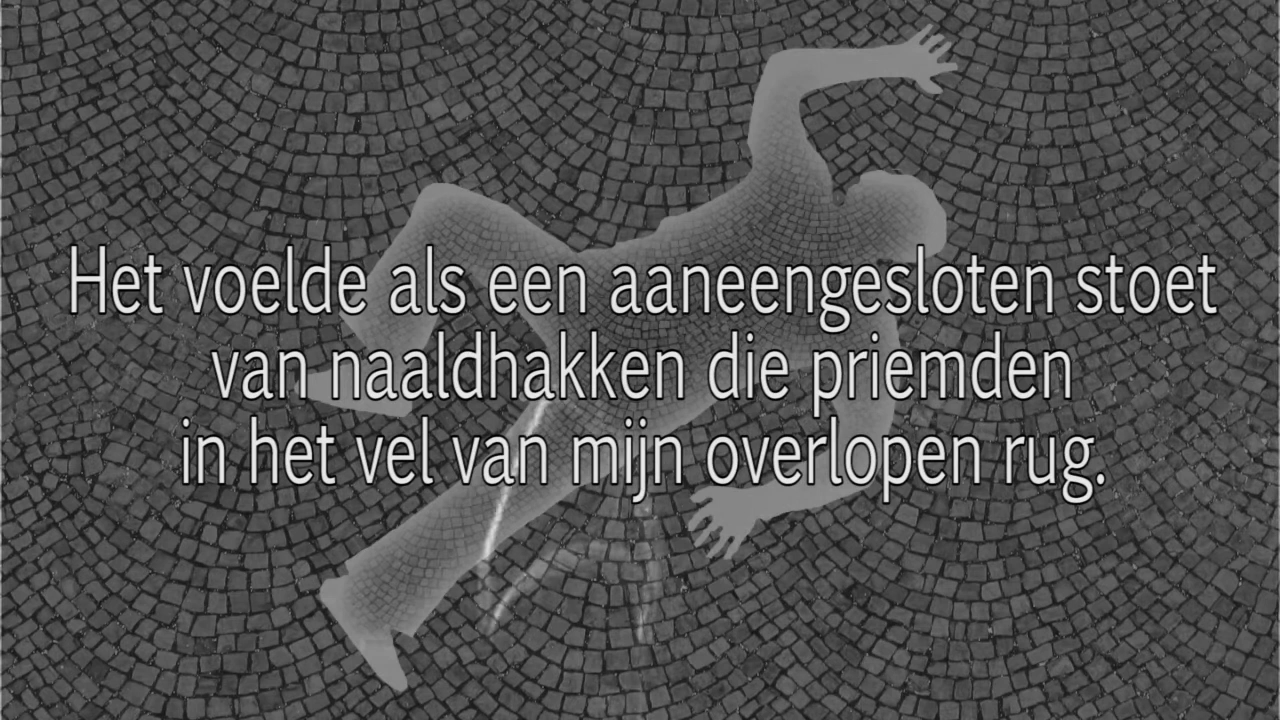 Het voelde als een aaneengesloten stoet
van naaldhakken die priemden
in het vel van mijn overlopen rug.